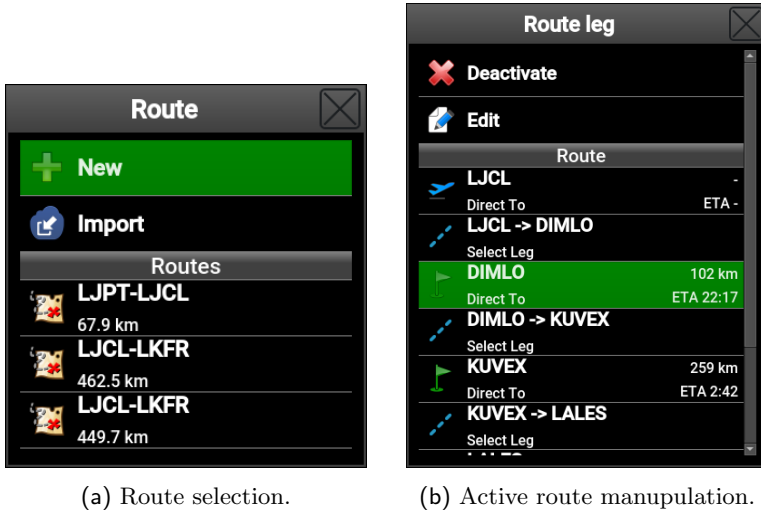 Route
New
Import
Routes
LJPT-LJCL
67.9 km
LJCL-LKFR
462.5 km
LJCL-LKFR
449.7 km
(a) Route selection.
Route leg
Deactivate
Edit
Route
LJCL -
Direct To ETA -
LJCL -> DIMLO
Select Leg
DIMLO 102 km
Direct To ETA 22:17
DIMLO -> KUVEX
Select Leg
KUVEX 259 km
Direct To ETA 2:42
KUVEX -> LALES
Select Leg
(b) Active route manupulation.